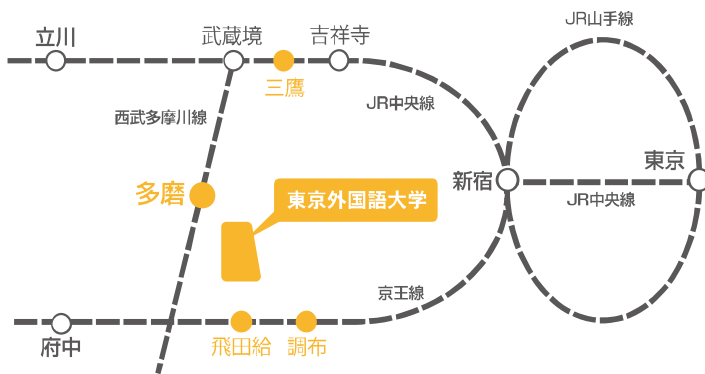 JR山手線
立川
武蔵境
吉祥寺
三鷹
西武多摩川線
JR中央線
東京
新宿
多磨
東京外国語大学
JR中央線
京王線
府中
飛田給
調布